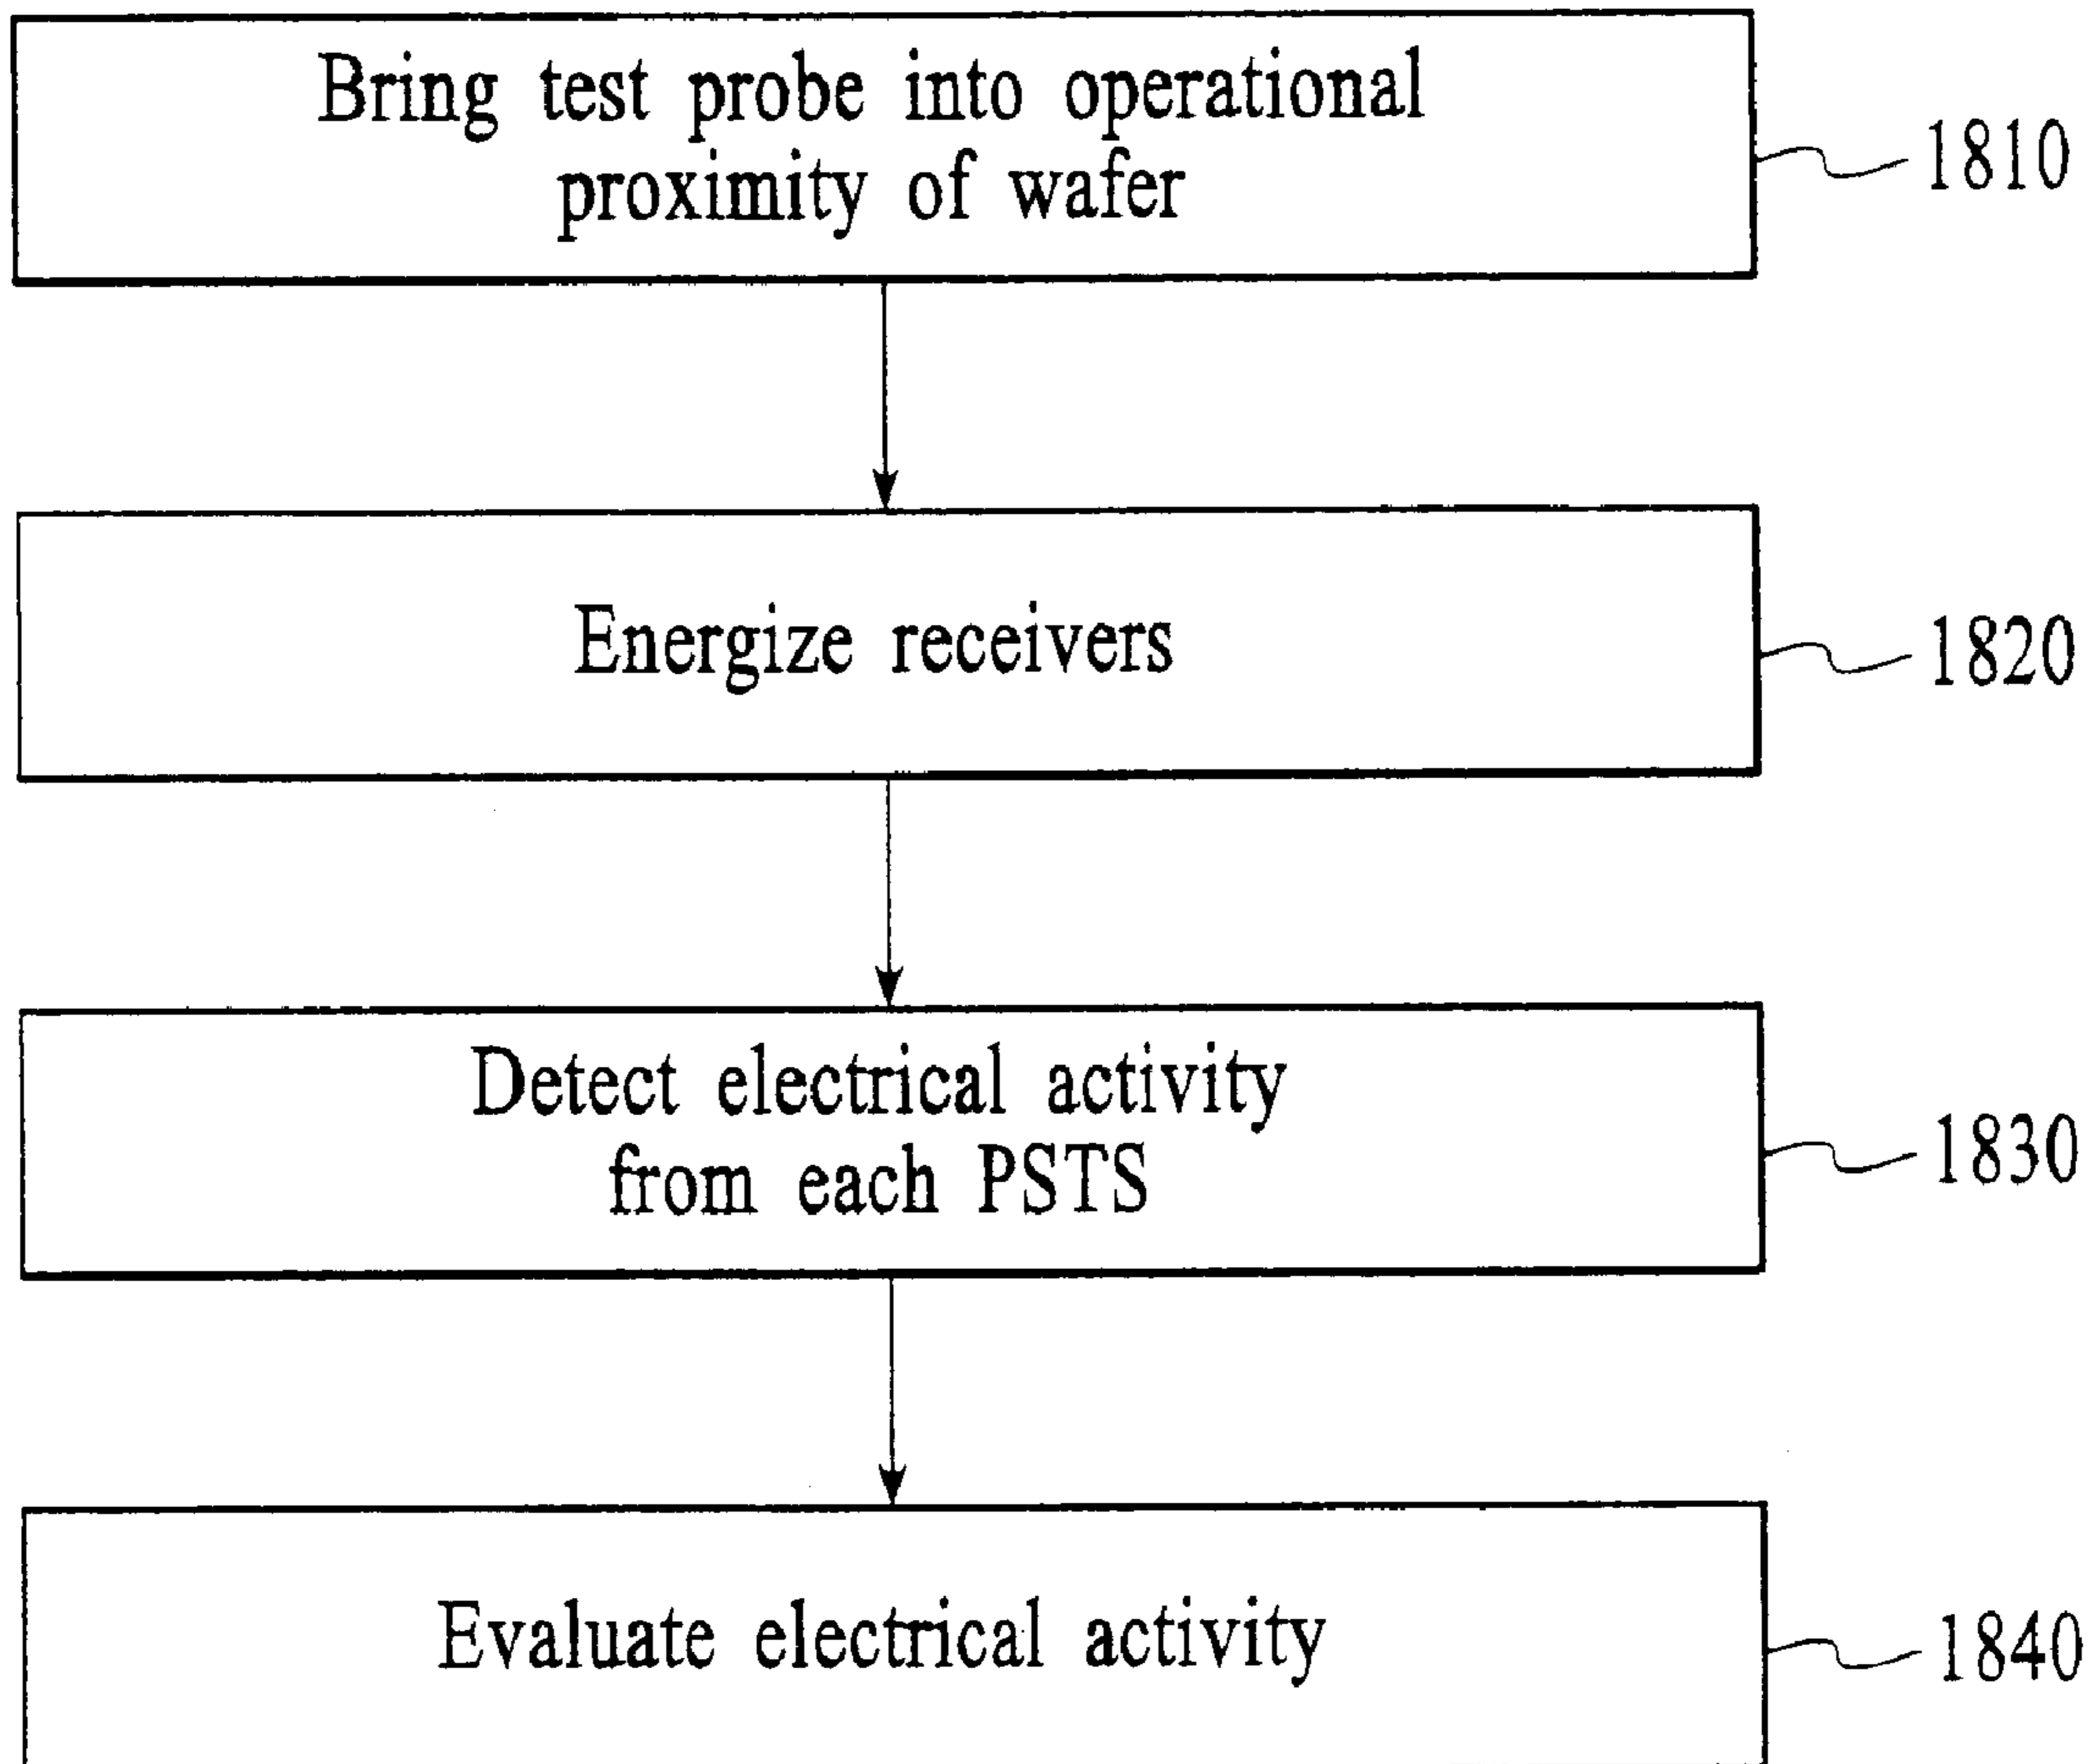 Bring test probe into operational
proximity of wafer
1810
Energize receivers
1820
Detect electrical activity
from each PSTS
1830
Evaluate electrical activity
1840